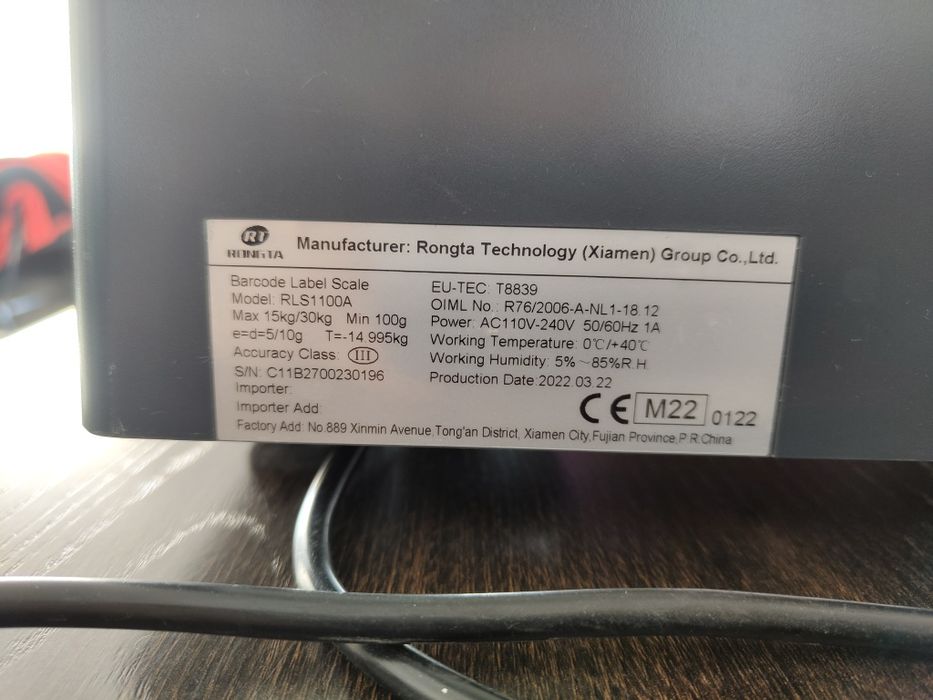 RT
RONGTA
Manufacturer: Rongta Technology (Xiamen) Group Co.,Ltd.
Barcode Label Scale
Model: RLS1100A
Max 15kg/30kg Min 100g
e=d=5/10g T=-14.995kg
Accuracy Class: III
S/N: C11B2700230196
Importer:
Importer Add:
EU-TEC: T8839
OIML No.: R76/2006-A-NL1-18.12
Power: AC110V-240V 50/60Hz 1A
Working Temperature: 0℃/+40℃
Working Humidity: 5%~85%R.H.
Production Date:2022.03.22
CE M22 0122
Factory Add: No.889 Xinmin Avenue,Tong'an District, Xiamen City,Fujian Province,P.R.China